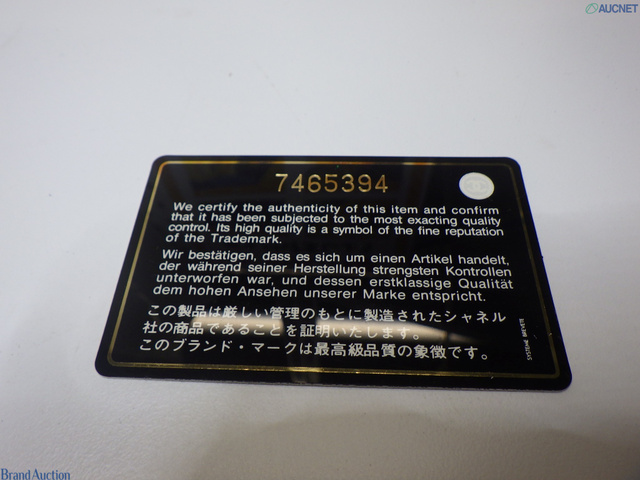 AUCNET
7465394
We certify the authenticity of this item and confirm
that it has been subjected to the most exacting quality
control. Its high quality is a symbol of the fine reputation
of the Trademark.
Wir bestätigen, dass es sich um einen Artikel handelt,
der während seiner Herstellung strengsten Kontrollen
unterworfen war, und dessen erstklassige Qualität
dem hohen Ansehen unserer Marke entspricht.
この製品は厳しい管理のもとに製造されたシャネル
社の商品であることを証明いたします。
このブランド・マークは最高級品質の象徴です。
SYSTEME BREVETE
Brand Auction